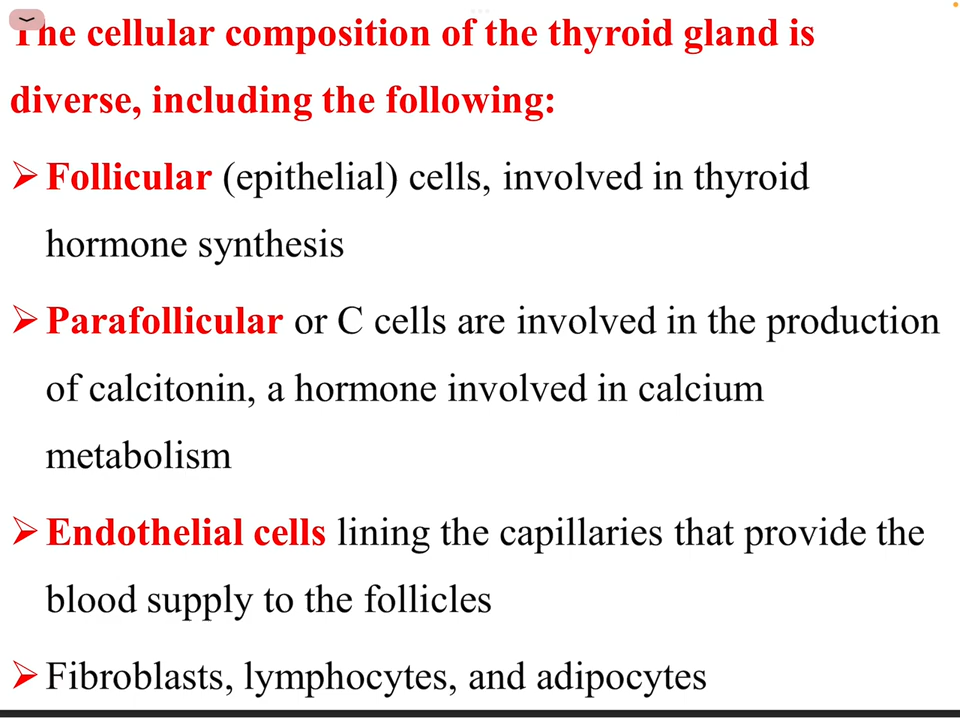 The cellular composition of the thyroid gland is
diverse, including the following:
Follicular (epithelial) cells, involved in thyroid
hormone synthesis
Parafollicular or C cells are involved in the production
of calcitonin, a hormone involved in calcium
metabolism
Endothelial cells lining the capillaries that provide the
blood supply to the follicles
Fibroblasts, lymphocytes, and adipocytes